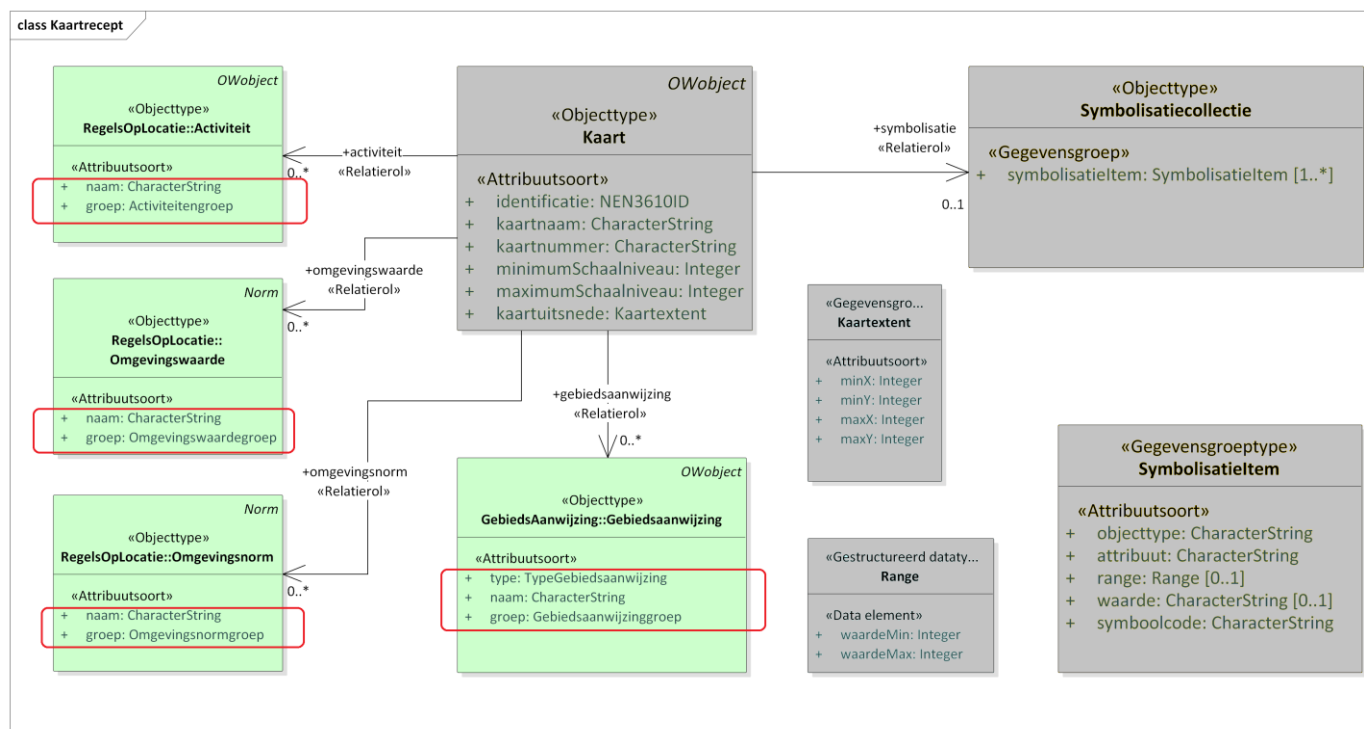 class Kaartrecept
OWobject
«Objecttype»
RegelsOpLocatie::Activiteit
«Attribuutsoort»
+ naam: CharacterString
+ groep: Activiteitengroep
+activiteit
«Relatierol»
0..*
OWobject
«Objecttype»
Kaart
«Attribuutsoort»
+ identificatie: NEN3610ID
+ kaartnaam: CharacterString
+ kaartnummer: CharacterString
+ minimumSchaalniveau: Integer
+ maximumSchaalniveau: Integer
+ kaartuitsnede: Kaartextent
+symbolisatie
«Relatierol»
0..1
«Objecttype»
Symbolisatiecollectie
«Gegevensgroep»
+ symbolisatieItem: SymbolisatieItem [1..*]
Norm
«Objecttype»
RegelsOpLocatie::
Omgevingswaarde
«Attribuutsoort»
+ naam: CharacterString
+ groep: Omgevingswaardegroep
+omgevingswaarde
«Relatierol»
0..*
Norm
«Objecttype»
RegelsOpLocatie::Omgevingsnorm
«Attribuutsoort»
+ naam: CharacterString
+ groep: Omgevingsnormgroep
+omgevingsnorm
«Relatierol»
0..*
+gebiedsaanwijzing
«Relatierol»
0..*
OWobject
«Objecttype»
GebiedsAanwijzing::Gebiedsaanwijzing
«Attribuutsoort»
+ type: TypeGebiedsaanwijzing
+ naam: CharacterString
+ groep: Gebiedsaanwijzinggroep
«Gegevensgro...
Kaartextent
«Attribuutsoort»
+ minX: Integer
+ minY: Integer
+ maxX: Integer
+ maxY: Integer
«Gestructureerd dataty...
Range
«Data element»
+ waardeMin: Integer
+ waardeMax: Integer
«Gegevensgroeptype»
SymbolisatieItem
«Attribuutsoort»
+ objecttype: CharacterString
+ attribuut: CharacterString
+ range: Range [0..1]
+ waarde: CharacterString [0..1]
+ symboolcode: CharacterString